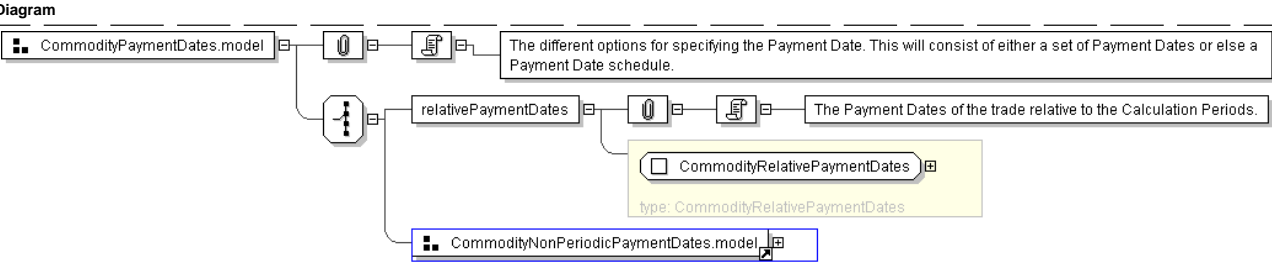 Diagram
CommodityPaymentDates.model
The different options for specifying the Payment Date. This will consist of either a set of Payment Dates or else a
Payment Date schedule.
relativePaymentDates
The Payment Dates of the trade relative to the Calculation Periods.
CommodityRelativePaymentDates
type: CommodityRelativePaymentDates
CommodityNonPeriodicPaymentDates.model